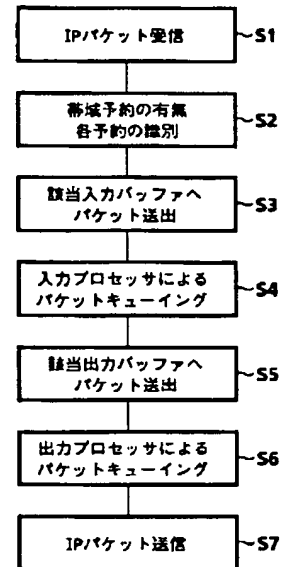 IPパケット受信
S1
帯域予約の有無
各予約の識別
S2
該当入力バッファへ
パケット送出
S3
入力プロセッサによる
パケットキューイング
S4
該当出力バッファへ
パケット送出
S5
出力プロセッサによる
パケットキューイング
S6
IPパケット送信
S7